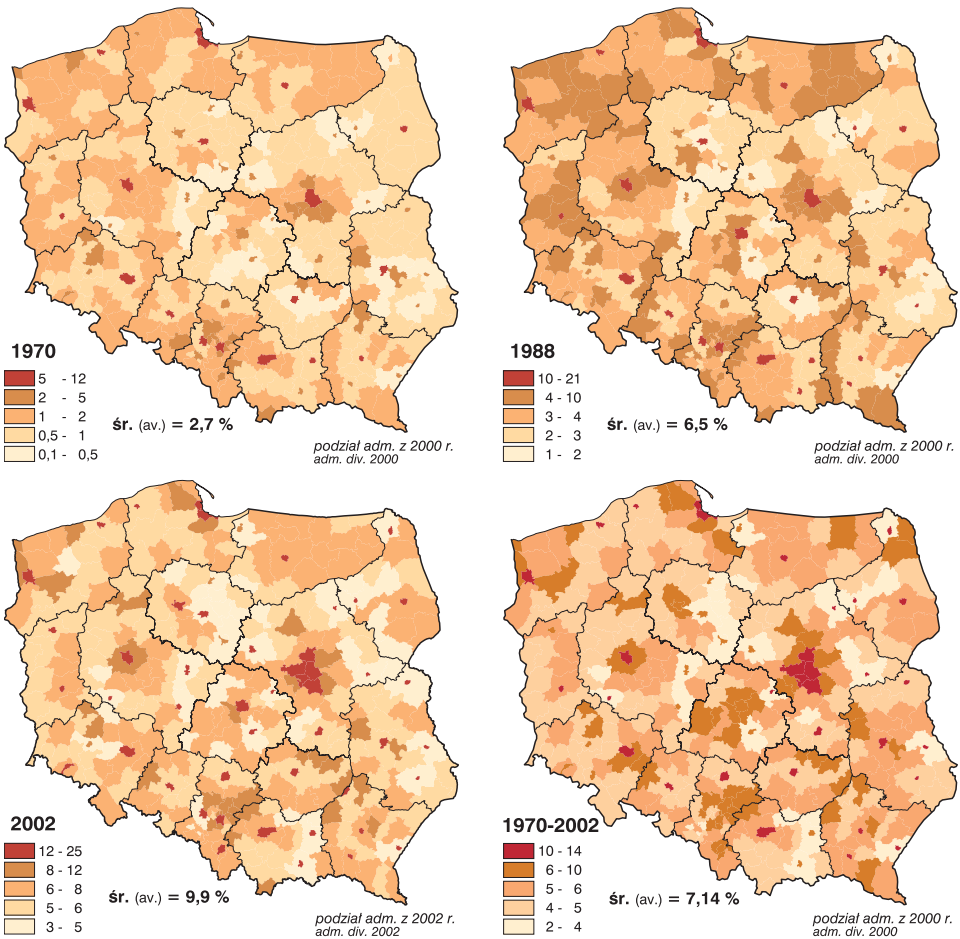 1970
5 - 12
2 - 5
1 - 2
0,5 - 1
0,1 - 0,5
śr. (av.) = 2,7 %
podział adm. z 2000 r.
adm. div. 2000
1988
10 - 21
4 - 10
3 - 4
2 - 3
1 - 2
śr. (av.) = 6,5 %
podział adm. z 2000 r.
adm. div. 2000
2002
12 - 25
8 - 12
6 - 8
5 - 6
3 - 5
śr. (av.) = 9,9 %
podział adm. z 2002 r.
adm. div. 2002
1970-2002
10 - 14
6 - 10
5 - 6
4 - 5
2 - 4
śr. (av.) = 7,14 %
podział adm. z 2000 r.
adm. div. 2000